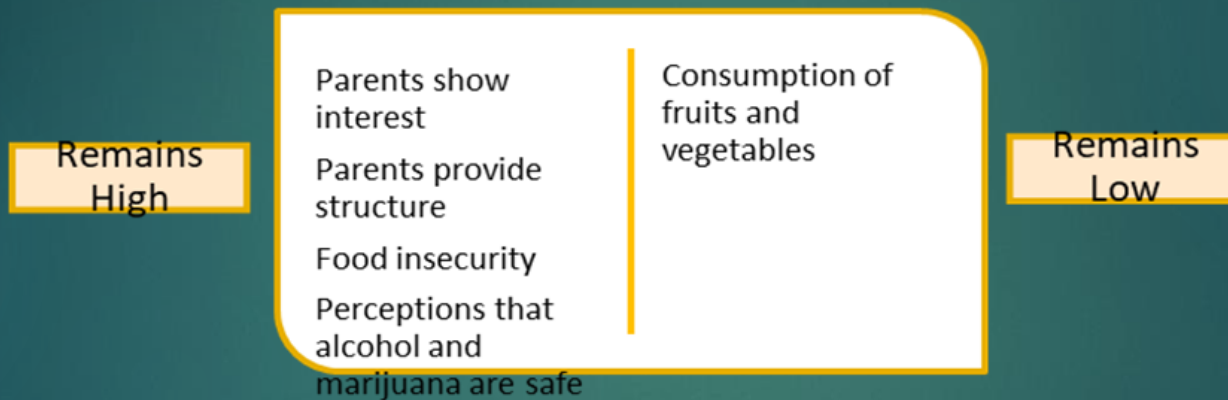 Remains
High
Parents show
interest
Parents provide
structure
Food insecurity
Perceptions that
alcohol and
marijuana are safe
Consumption of
fruits and
vegetables
Remains
Low